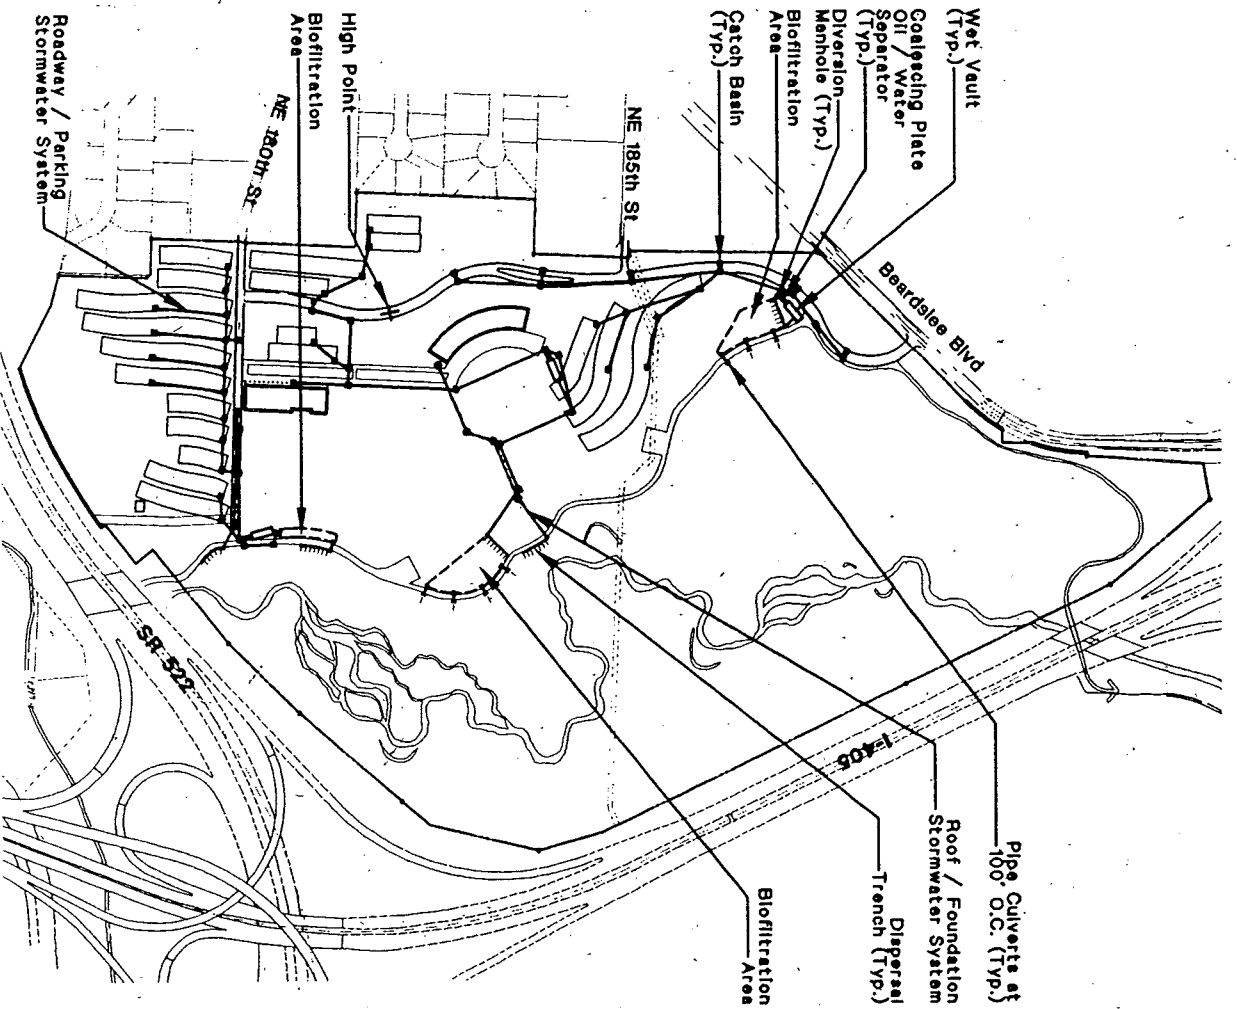 Wet Vault
(Typ.)
Coalescing Plate
Oil / Water
Separator
(Typ.)
Diversion
Manhole (Typ.)
Biofiltration
Area
Catch Basin
(Typ.)
High Point
Biofiltration
Area
Roadway / Parking
Stormwater System
NE 185th St
NE 180th St
Beardslee Blvd
SR 522
I-405
Pipe Culverts at
100' O.C. (Typ.)
Roof / Foundation
Stormwater System
Dispersal
Trench (Typ.)
Biofiltration
Area